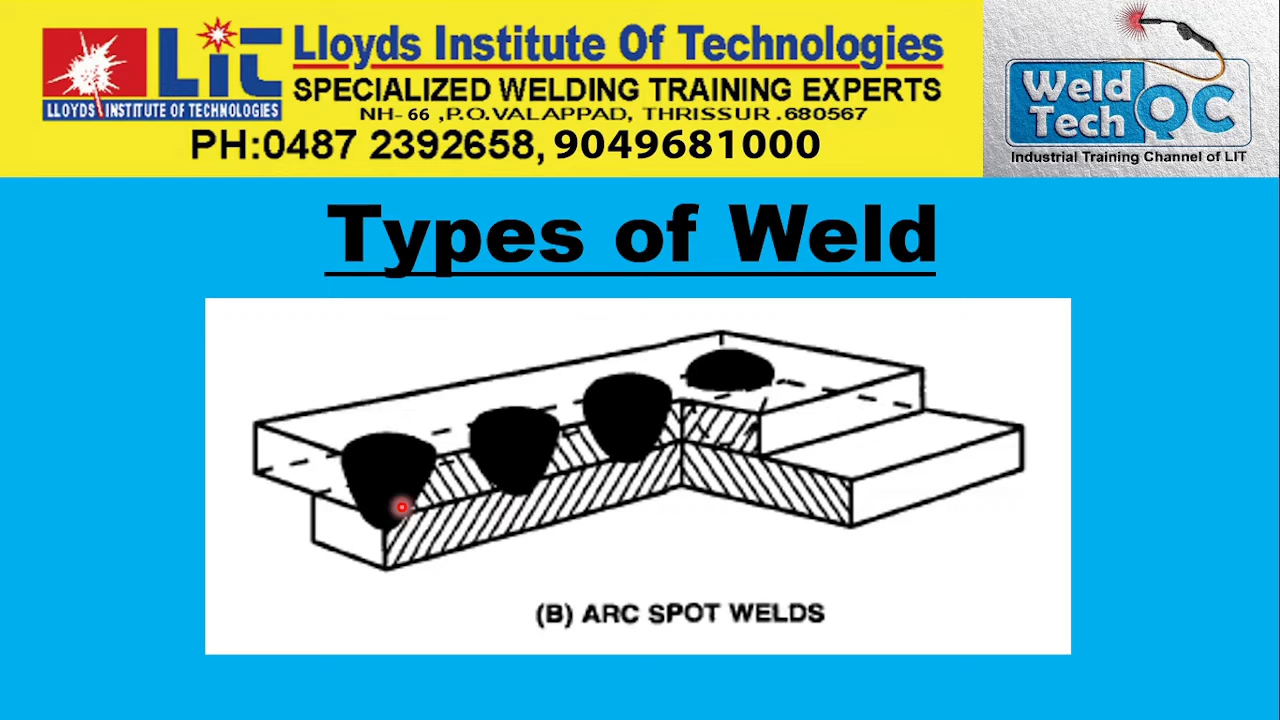 LiT
LLOYDS INSTITUTE OF TECHNOLOGIES
Lloyds Institute Of Technologies
SPECIALIZED WELDING TRAINING EXPERTS
NH- 66 ,P.O.VALAPPAD, THRISSUR .680567
PH:0487 2392658, 9049681000
Weld
Tech QC
Industrial Training Channel of LIT
Types of Weld
(B) ARC SPOT WELDS